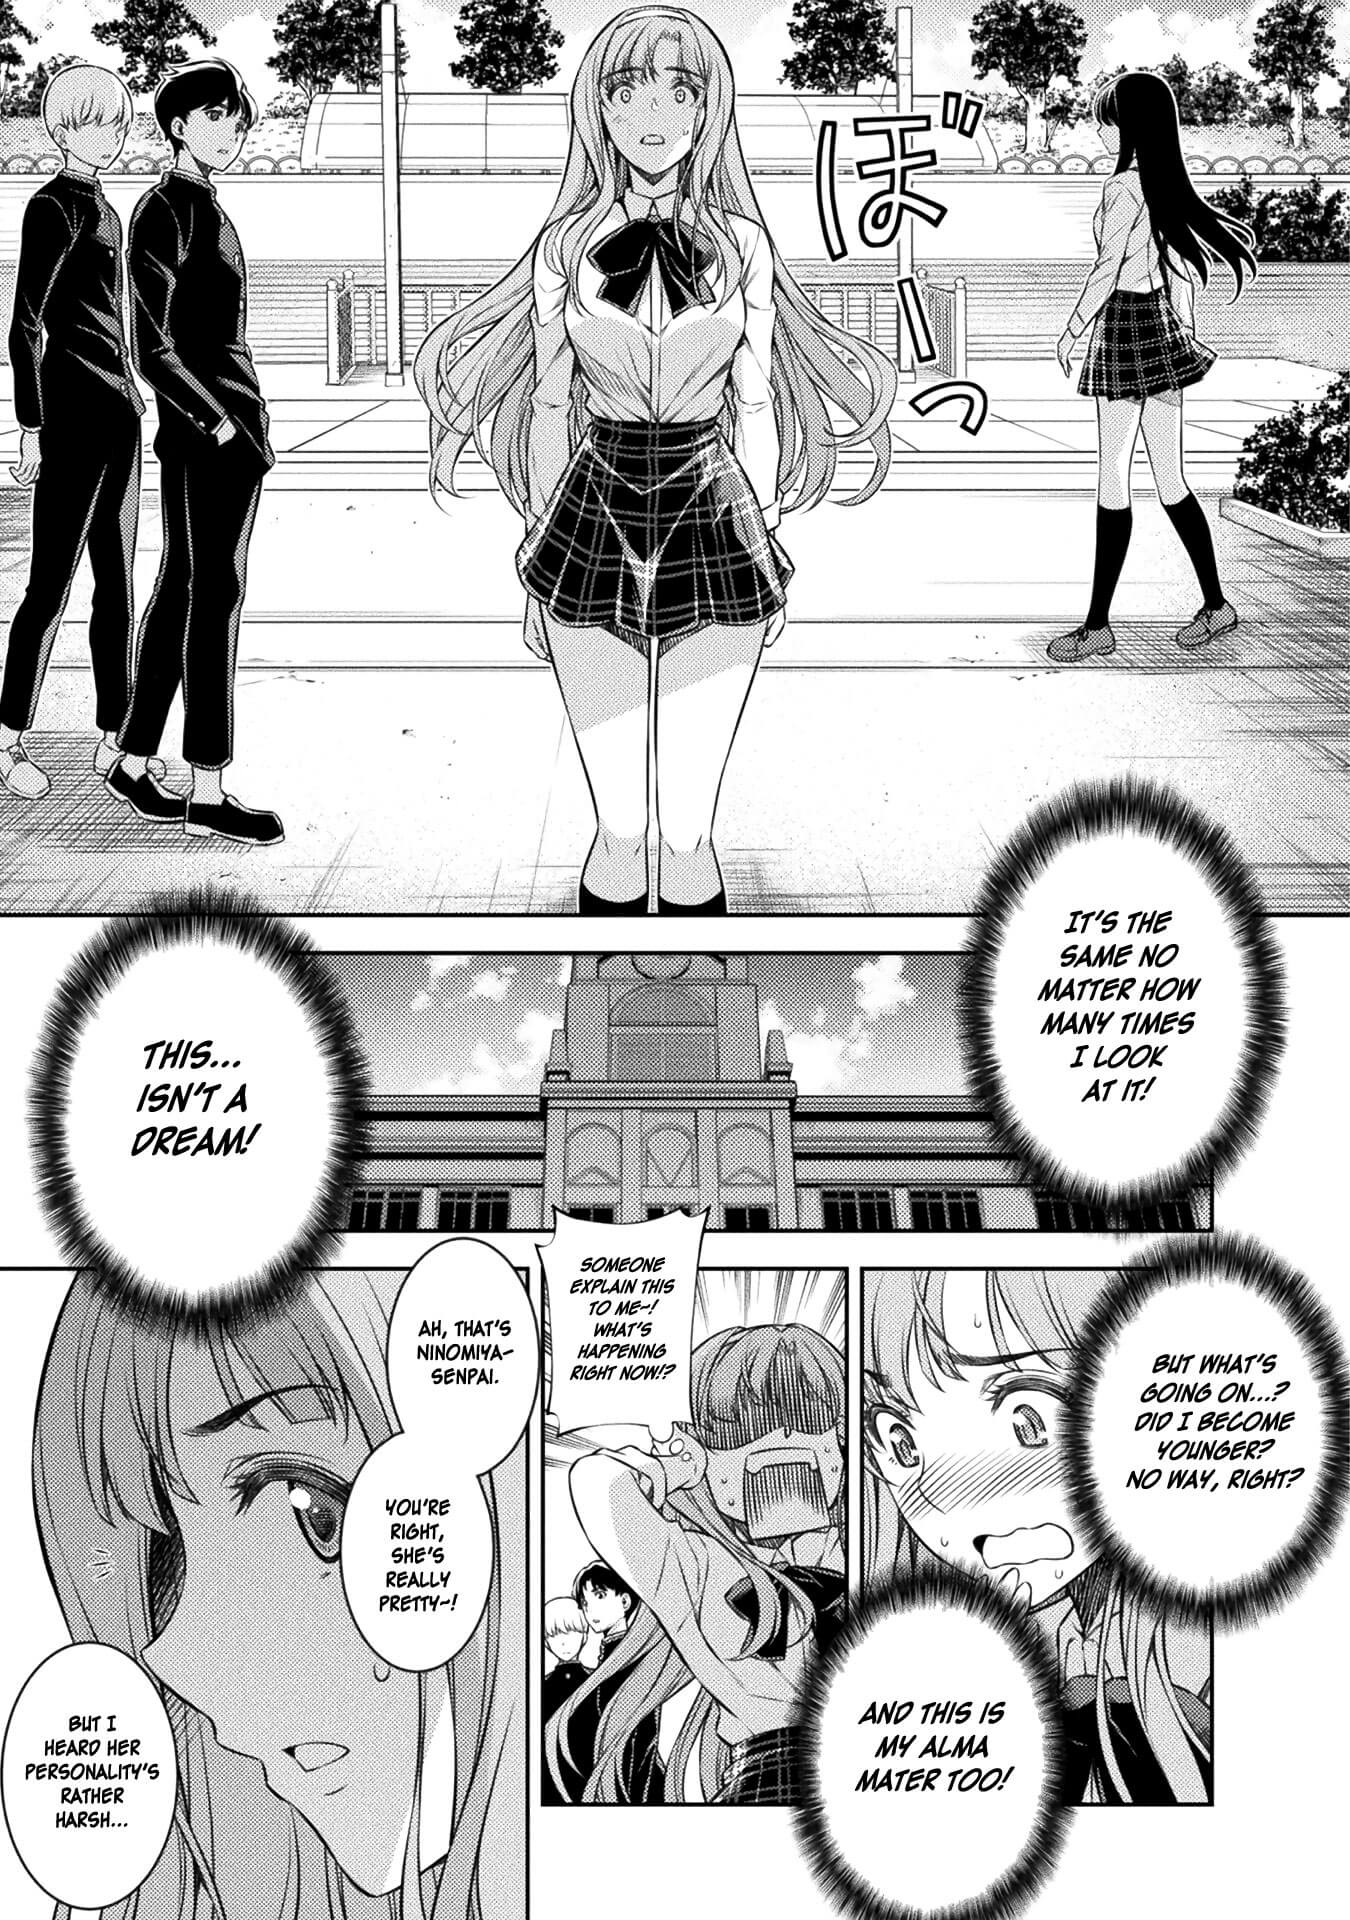 ぼーっ
IT'S THE
SAME NO
MATTER HOW
MANY TIMES
I LOOK
AT IT!
THIS...
ISN'T A
DREAM!
BUT WHAT'S
GOING ON...?
DID I BECOME
YOUNGER?
NO WAY, RIGHT?
AND THIS IS
MY ALMA
MATER TOO!
SOMEONE
EXPLAIN THIS
TO ME~!
WHAT'S
HAPPENING
RIGHT NOW!?
AH, THAT'S
NINOMIYA-
SENPAI.
YOU'RE
RIGHT,
SHE'S
REALLY
PRETTY~!
BUT I
HEARD HER
PERSONALITY'S
RATHER
HARSH...